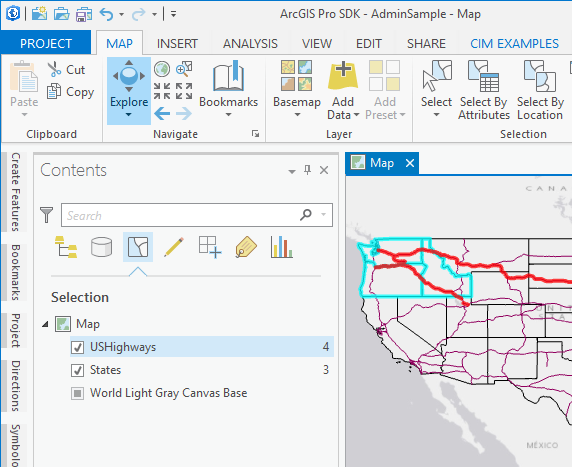 ArcGIS Pro SDK - AdminSample - Map
PROJECT MAP INSERT ANALYSIS VIEW EDIT SHARE CIM EXAMPLES
Paste
Cut
Copy
Clipboard
Explore
Bookmarks
Navigate
Basemap
Add Data
Add Preset
Layer
Select
Select By Attributes
Select By Location
Selection
Create Features
Bookmarks
Project
Directions
Symbolo
Contents
Search
Selection
Map
USHighways 4
States 3
World Light Gray Canvas Base
Map
CANA
MÉXICO